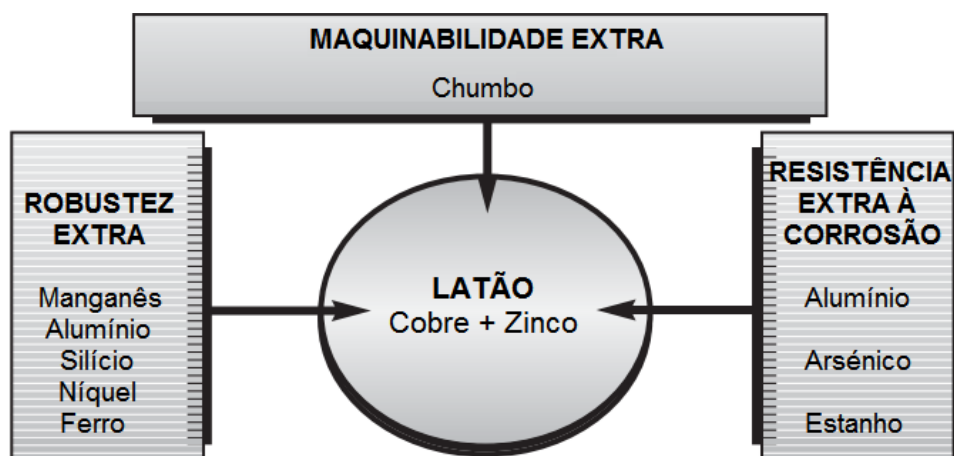 MAQUINABILIDADE EXTRA
Chumbo
ROBUSTEZ
EXTRA
Manganês
Alumínio
Silício
Níquel
Ferro
LATÃO
Cobre + Zinco
RESISTÊNCIA
EXTRA À
CORROSÃO
Alumínio
Arsénico
Estanho